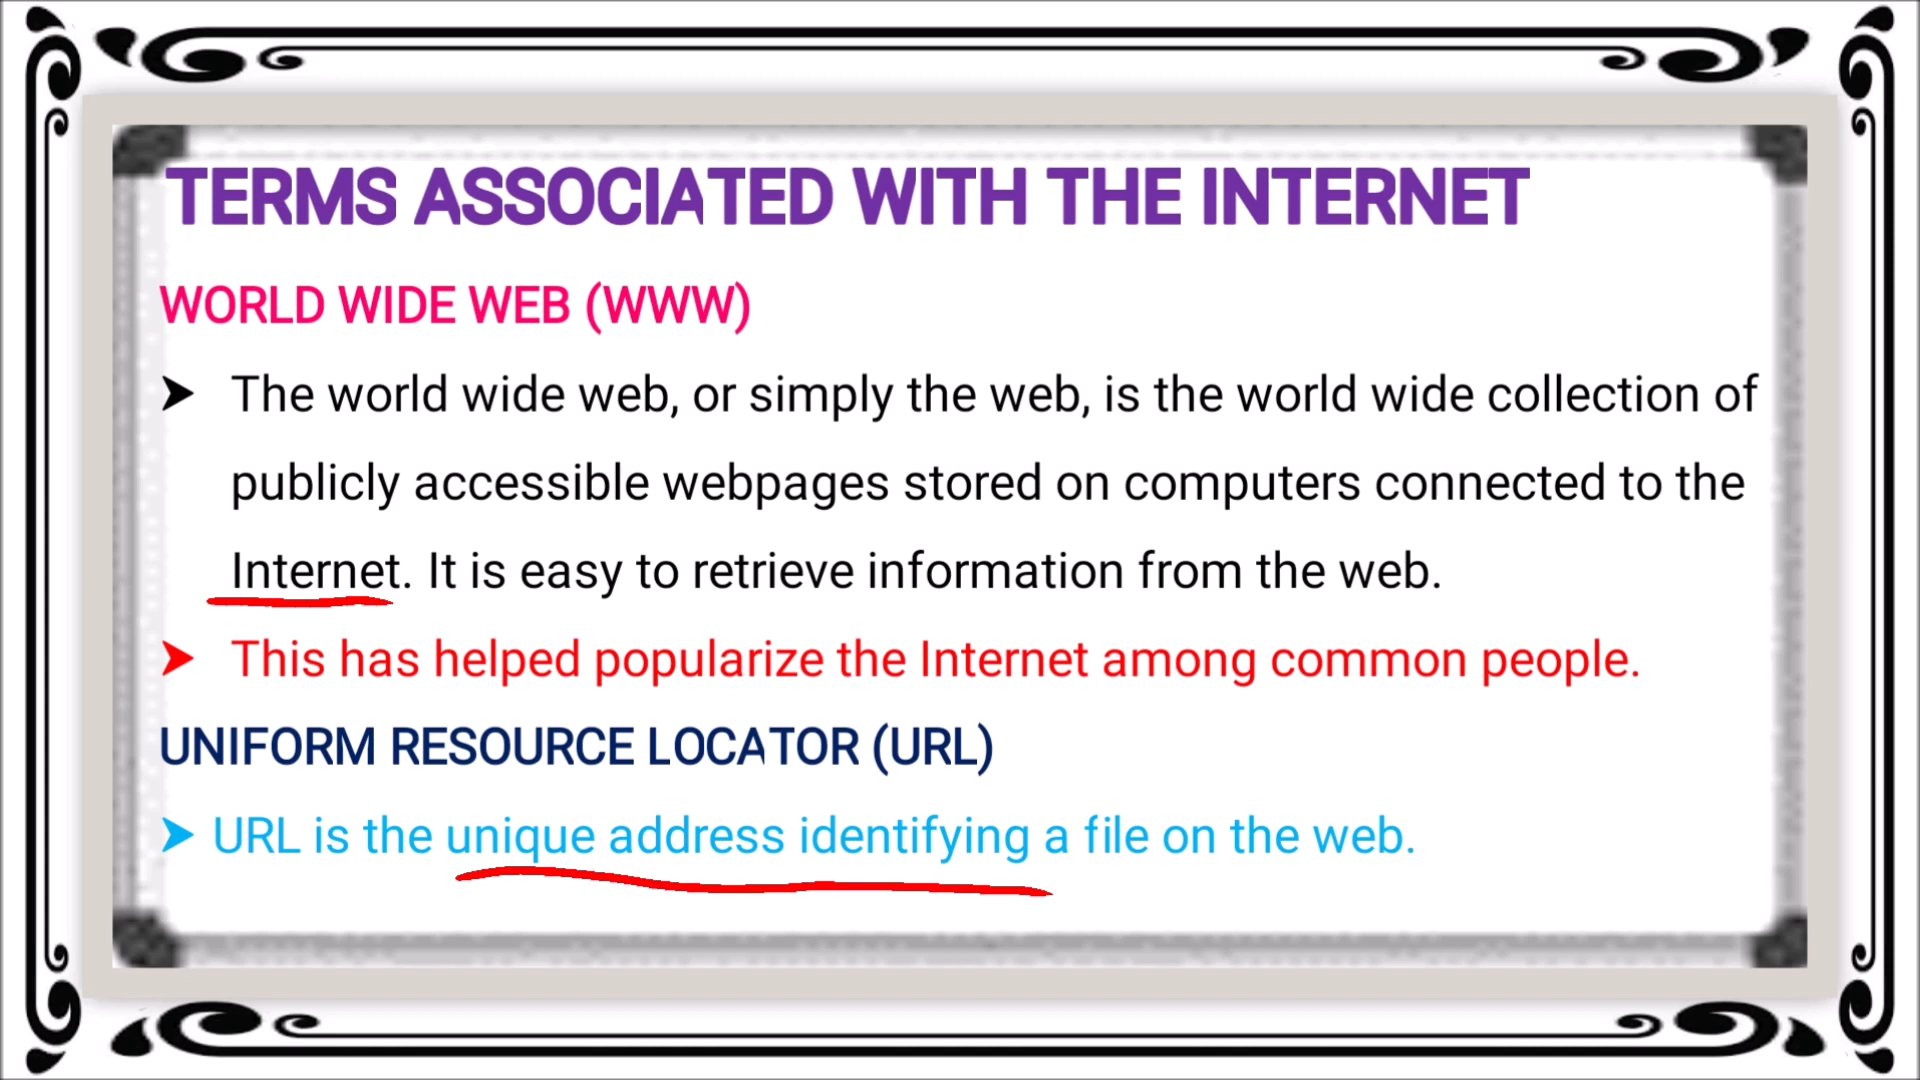 TERMS ASSOCIATED WITH THE INTERNET
WORLD WIDE WEB (WWW)
➤ The world wide web, or simply the web, is the world wide collection of
publicly accessible webpages stored on computers connected to the
Internet. It is easy to retrieve information from the web.
➤ This has helped popularize the Internet among common people.
UNIFORM RESOURCE LOCATOR (URL)
➤ URL is the unique address identifying a file on the web.